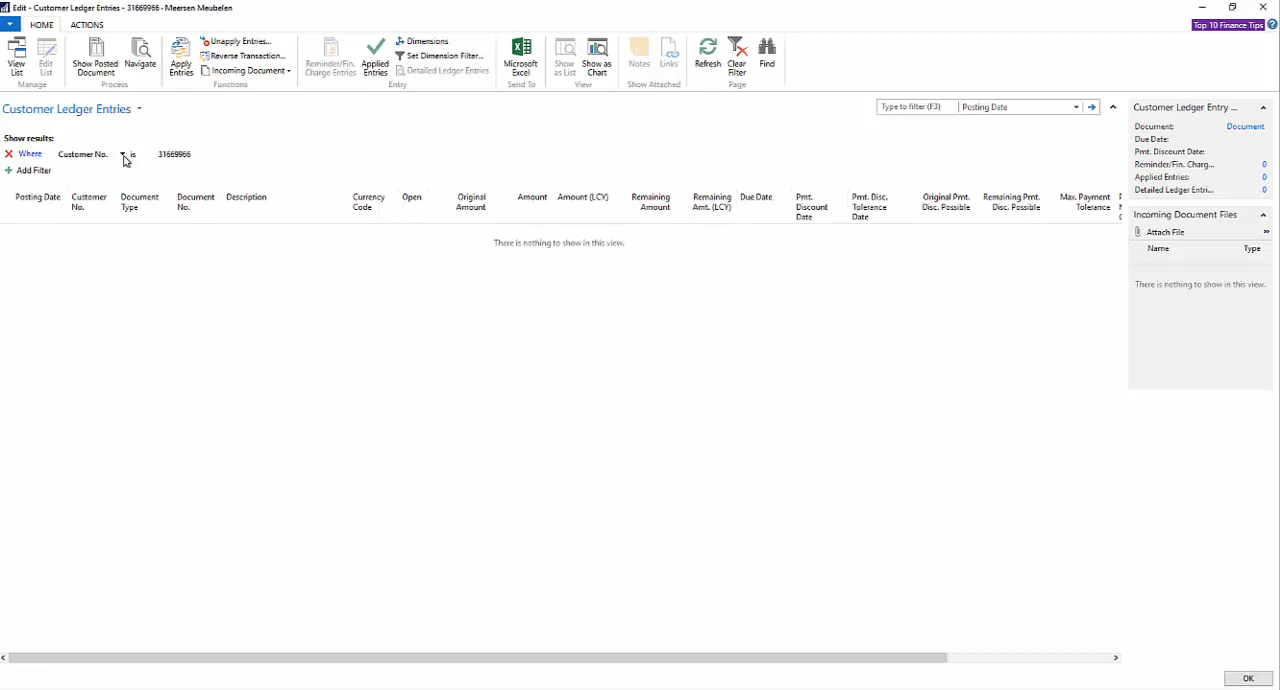 Edit - Customer Ledger Entries - 31669966 - Meersen Meubelen
HOME ACTIONS
Top 10 Finance Tips
View List
Edit List
Manage
Show Posted Document
Navigate
Process
Apply Entries
Unapply Entries...
Reverse Transaction...
Incoming Document
Functions
Reminder/Fin. Charge Entries
Applied Entries
Dimensions
Set Dimension Filter...
Detailed Ledger Entries
Entry
Microsoft Excel
Send To
Show as List
Show as Chart
View
Notes
Links
Show Attached
Refresh
Clear Filter
Find
Page
Customer Ledger Entries
Type to filter (F3) Posting Date
Show results:
Where Customer No. is 31669966
Add Filter
Posting Date
Customer No.
Document Type
Document No.
Description
Currency Code
Open
Original Amount
Amount
Amount (LCY)
Remaining Amount
Remaining Amt. (LCY)
Due Date
Pmt. Discount Date
Pmt. Disc. Tolerance Date
Original Pmt. Disc. Possible
Remaining Pmt. Disc. Possible
Max. Payment Tolerance
There is nothing to show in this view.
Customer Ledger Entry ...
Document: Document
Due Date:
Pmt. Discount Date:
Reminder/Fin. Charg... 0
Applied Entries: 0
Detailed Ledger Entri... 0
Incoming Document Files
Attach File
Name Type
There is nothing to show in this view.
OK